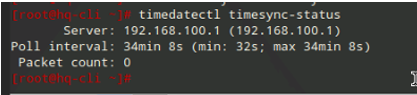 [root@hq-cli ~]# timedatectl timesync-status
Server: 192.168.100.1 (192.168.100.1)
Poll interval: 34min 8s (min: 32s; max 34min 8s)
Packet count: 0
[root@hq-cli ~]#